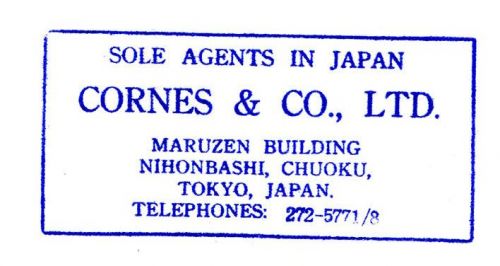 SOLE AGENTS IN JAPAN
CORNES & CO., LTD.
MARUZEN BUILDING
NIHONBASHI, CHUOKU,
TOKYO, JAPAN.
TELEPHONES: 272-5771/8